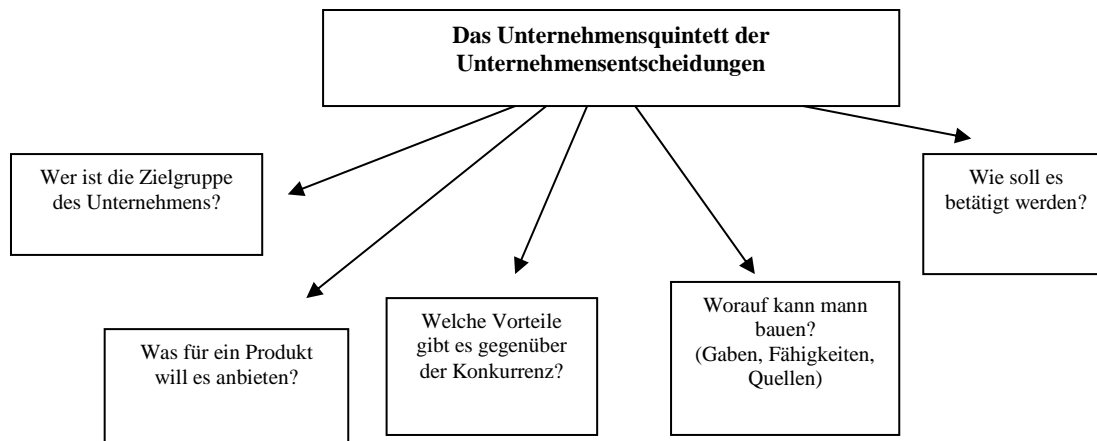 Das Unternehmensquintett der
Unternehmensentscheidungen
Wer ist die Zielgruppe
des Unternehmens?
Was für ein Produkt
will es anbieten?
Welche Vorteile
gibt es gegenüber
der Konkurrenz?
Worauf kann mann
bauen?
(Gaben, Fähigkeiten,
Quellen)
Wie soll es
betätigt werden?